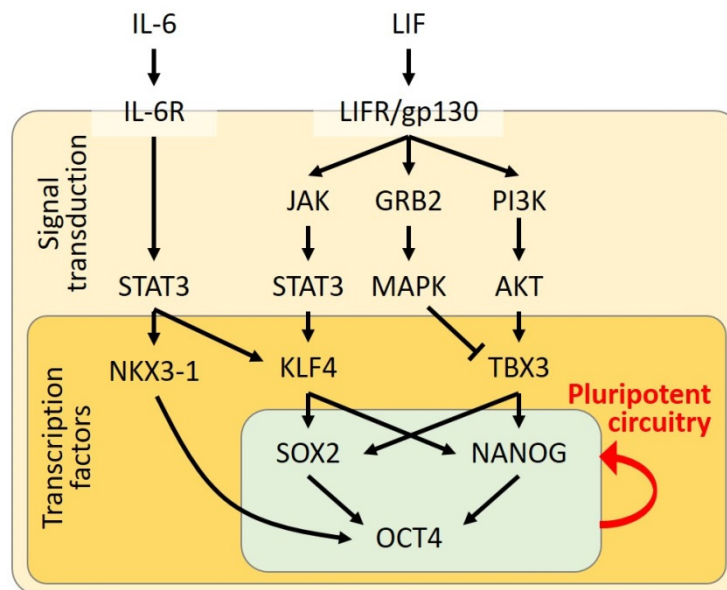 IL-6
LIF
IL-6R
LIFR/gp130
Signal
transduction
JAK
GRB2
PI3K
STAT3
STAT3
MAPK
AKT
Transcription
factors
NKX3-1
KLF4
TBX3
Pluripotent
circuitry
SOX2
NANOG
OCT4